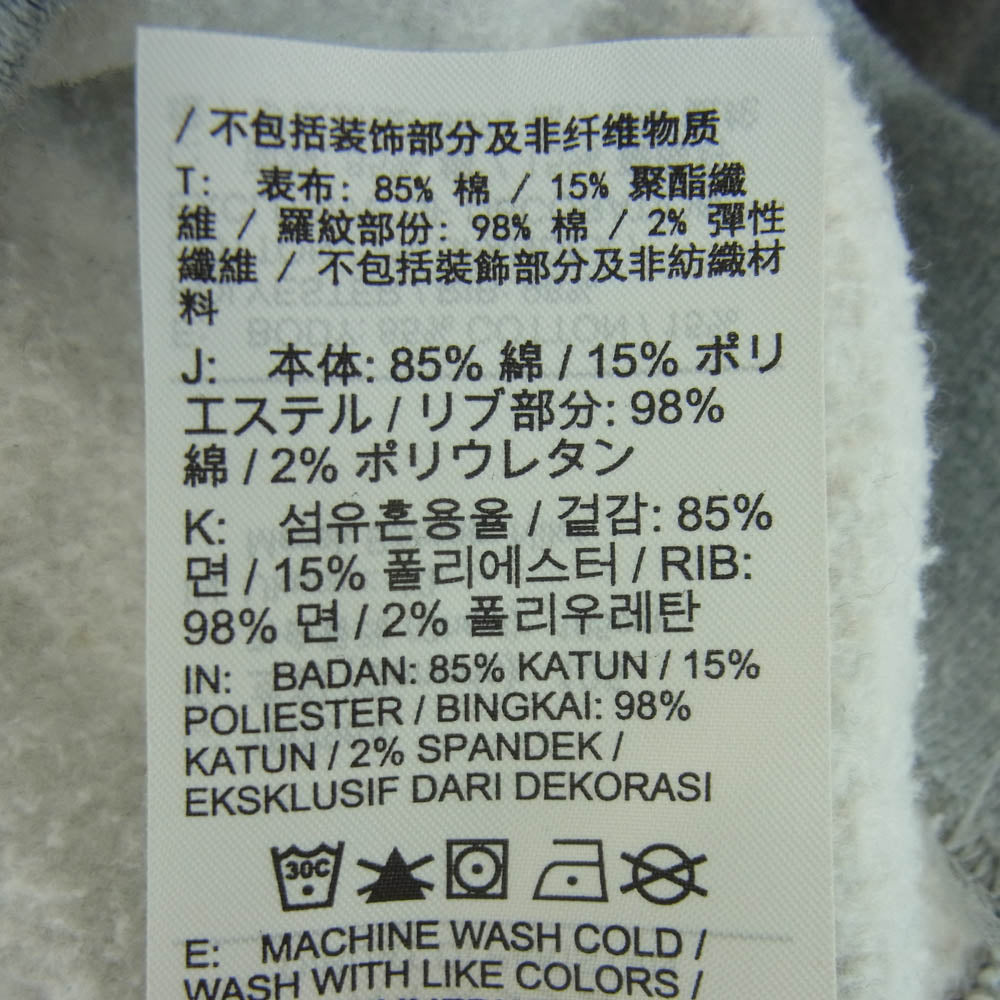 / 不包括装饰部分及非纤维物质
T: 表布: 85% 棉 / 15% 聚酯纖
維 / 羅紋部份: 98% 棉 / 2% 彈性
纖維 / 不包括裝飾部分及非紡織材
料
J: 本体: 85% 綿 / 15% ポリ
エステル / リブ部分: 98%
綿 / 2% ポリウレタン
K: 섬유혼용율 / 겉감: 85%
면 / 15% 폴리에스터 / RIB:
98% 면 / 2% 폴리우레탄
IN: BADAN: 85% KATUN / 15%
POLIESTER / BINGKAI: 98%
KATUN / 2% SPANDEK /
EKSKLUSIF DARI DEKORASI
30C
E: MACHINE WASH COLD /
WASH WITH LIKE COLORS /